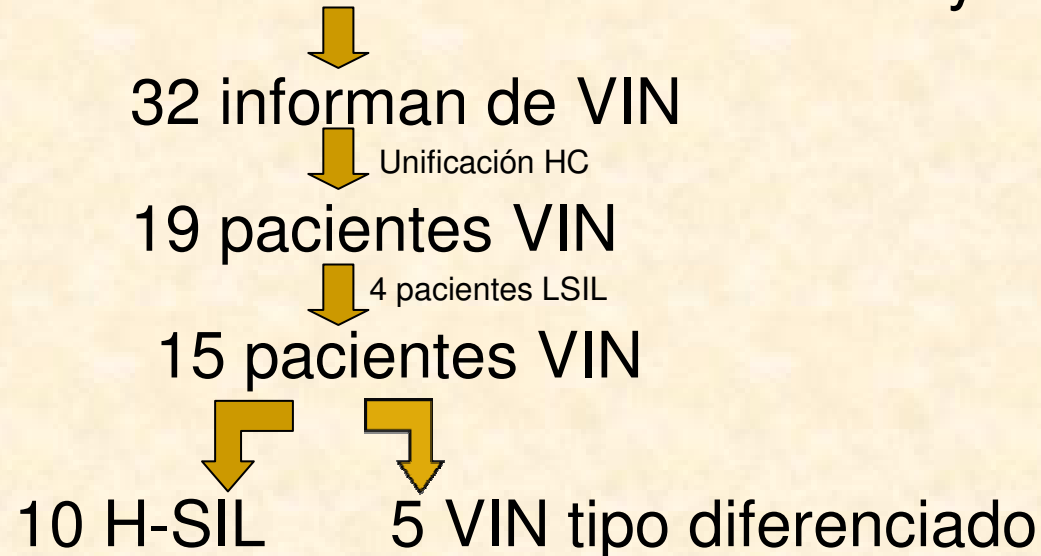 32 informan de VIN
Unificación HC
19 pacientes VIN
4 pacientes LSIL
15 pacientes VIN
10 H-SIL 5 VIN tipo diferenciado